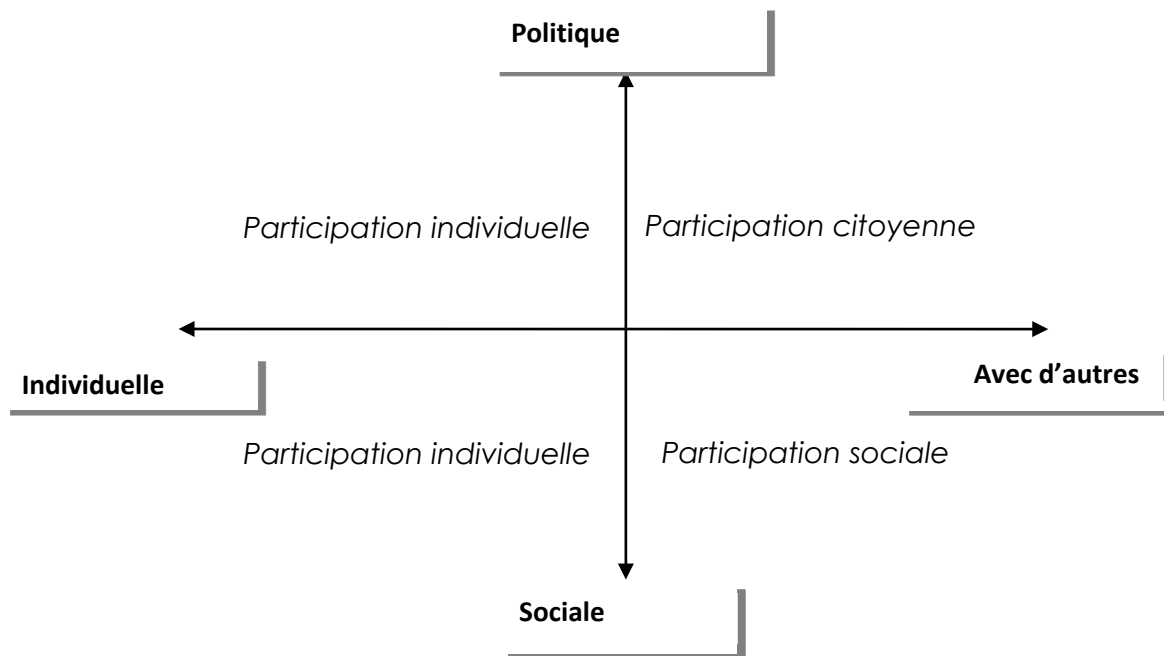 Politique
Participation individuelle
Participation citoyenne
Individuelle
Avec d’autres
Participation individuelle
Participation sociale
Sociale